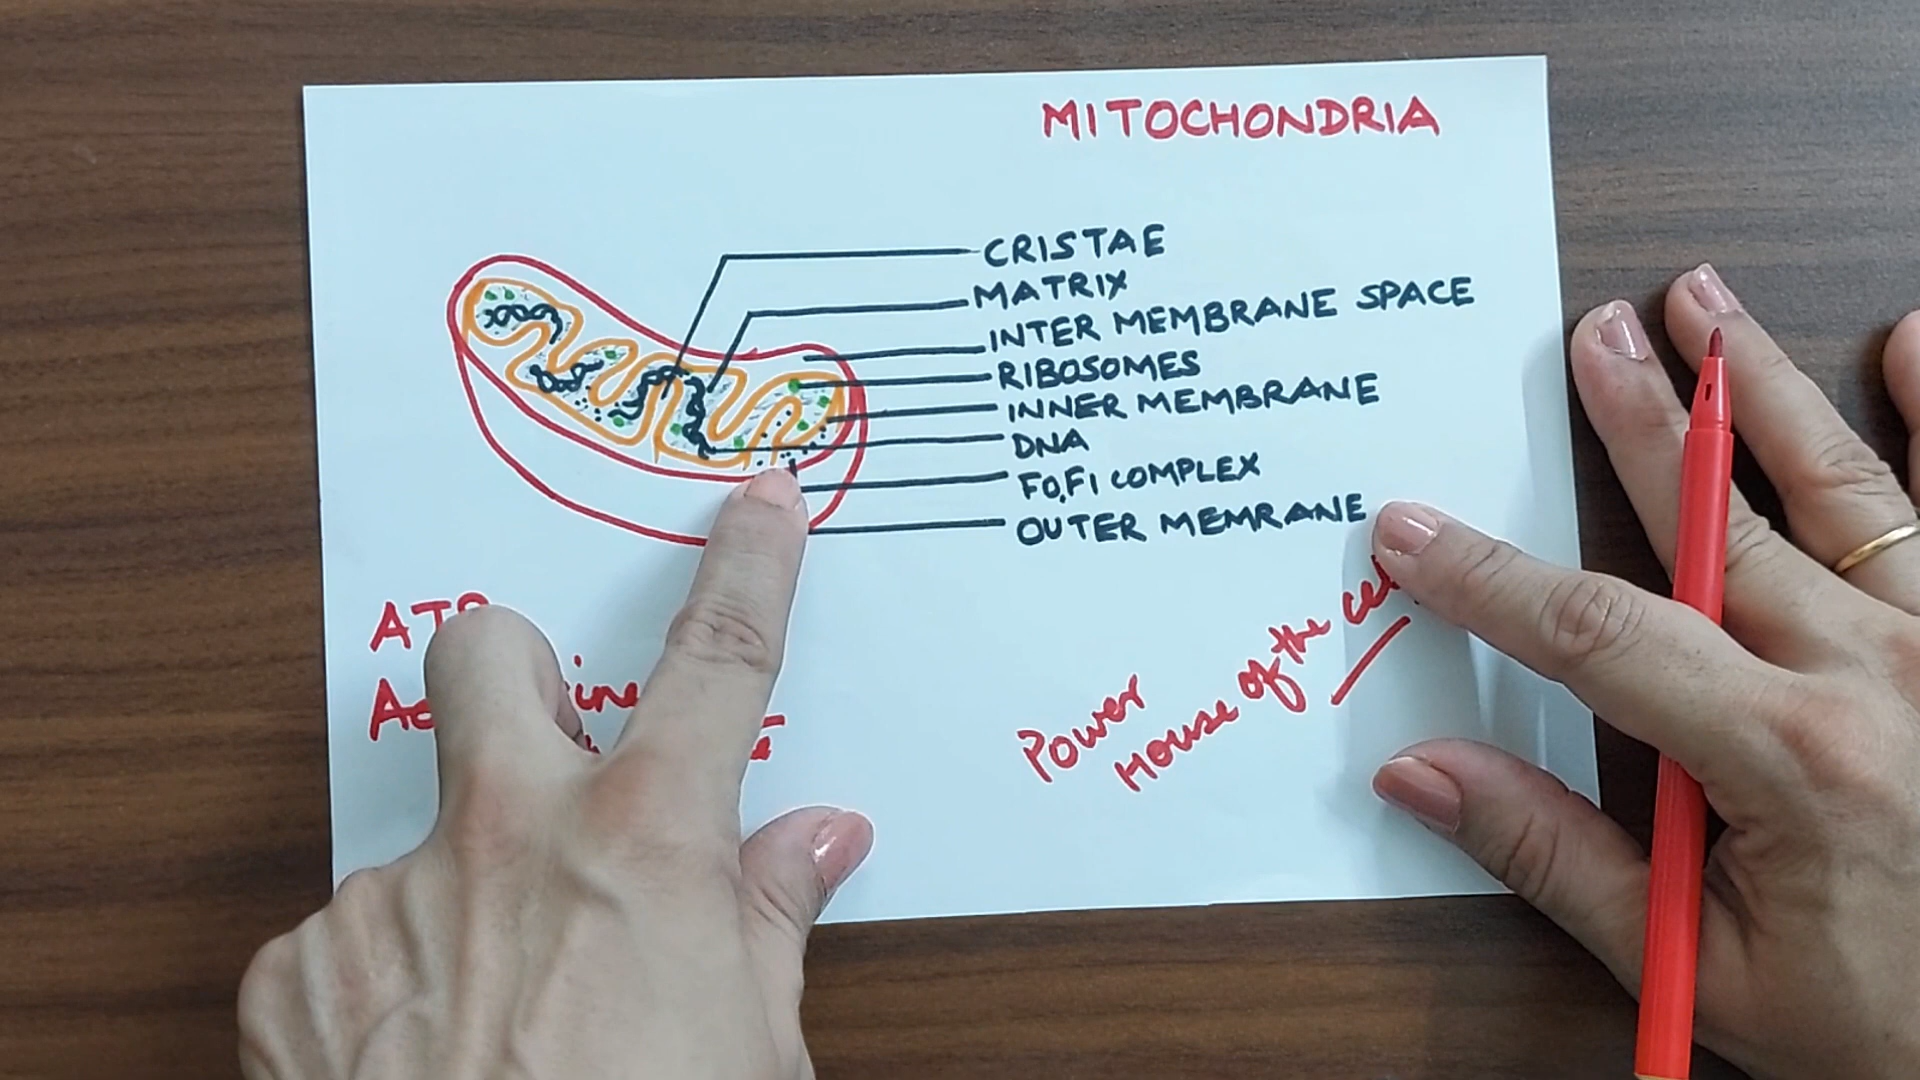 MITOCHONDRIA
CRISTAE
MATRIX
INTER MEMBRANE SPACE
RIBOSOMES
INNER MEMBRANE
DNA
F0,F1 COMPLEX
OUTER MEMRANE
Power
House of the cell